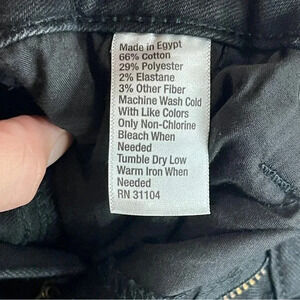 Made in Egypt
66% Cotton
29% Polyester
2% Elastane
3% Other Fiber
Machine Wash Cold
With Like Colors
Only Non-Chlorine
Bleach When
Needed
Tumble Dry Low
Warm Iron When
Needed
RN 31104